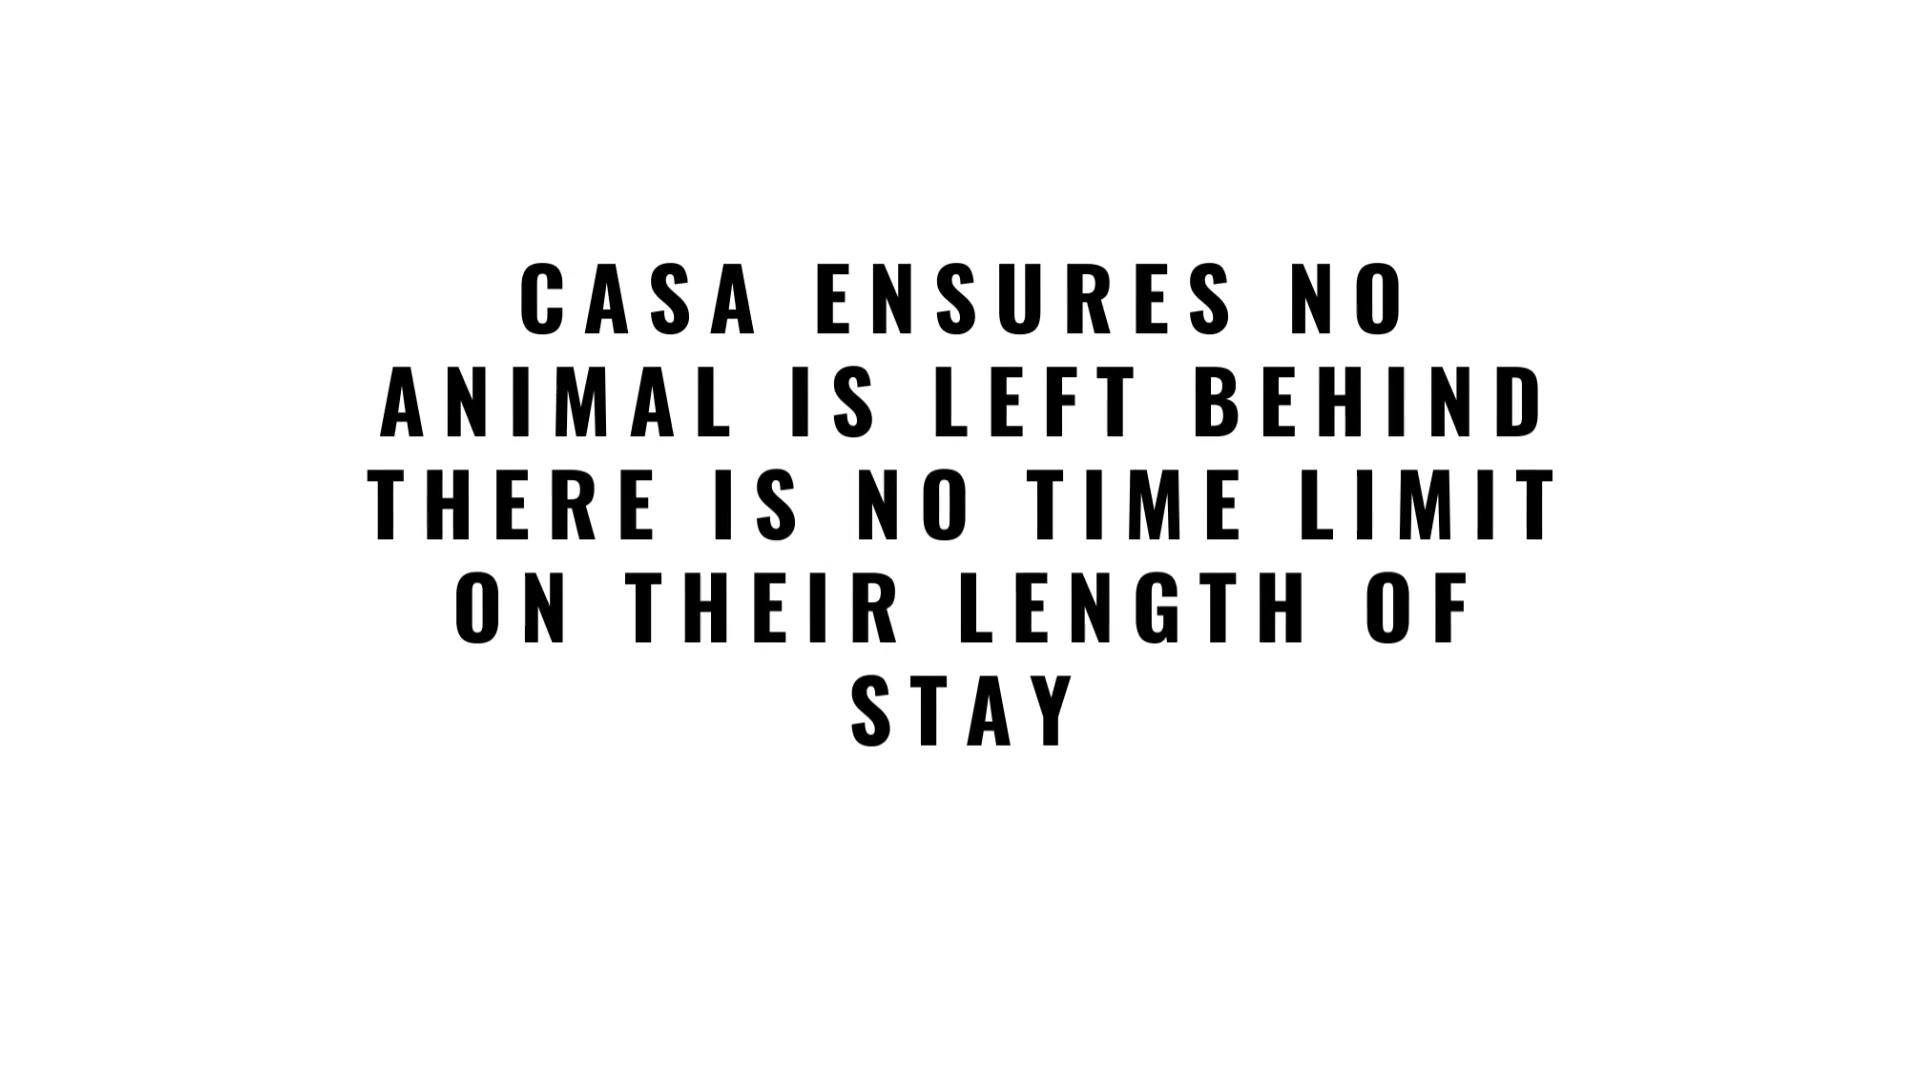 CASA ENSURES NO
ANIMAL IS LEFT BEHIND
THERE IS NO TIME LIMIT
ON THEIR LENGTH OF
STAY